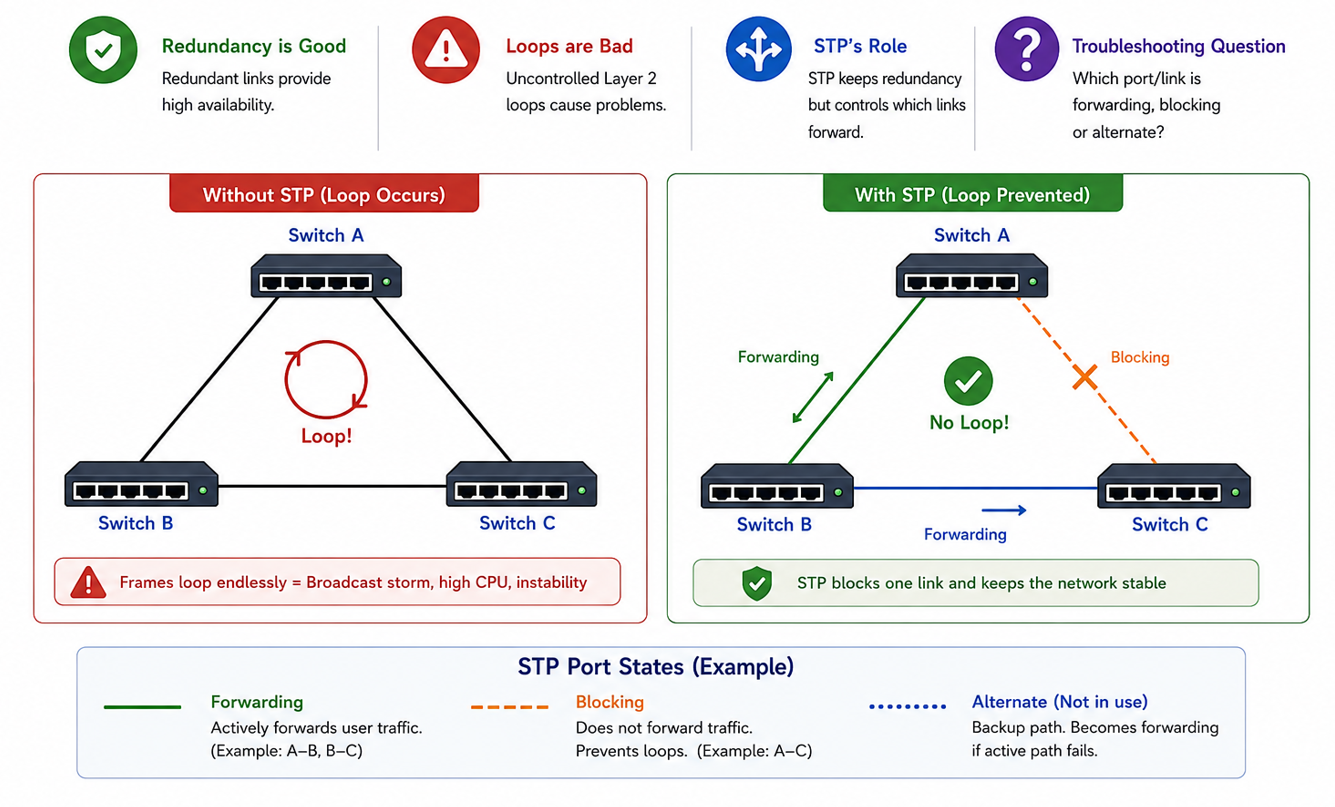 Redundancy is Good
Redundant links provide
high availability.
Loops are Bad
Uncontrolled Layer 2
loops cause problems.
STP's Role
STP keeps redundancy
but controls which links
forward.
Troubleshooting Question
Which port/link is
forwarding, blocking
or alternate?
Without STP (Loop Occurs)
Switch A
Loop!
Switch B
Switch C
Frames loop endlessly = Broadcast storm, high CPU, instability
With STP (Loop Prevented)
Switch A
Forwarding
Blocking
No Loop!
Switch B
Forwarding
Switch C
STP blocks one link and keeps the network stable
STP Port States (Example)
Forwarding
Actively forwards user traffic.
(Example: A–B, B–C)
Blocking
Does not forward traffic.
Prevents loops. (Example: A–C)
Alternate (Not in use)
Backup path. Becomes forwarding
if active path fails.